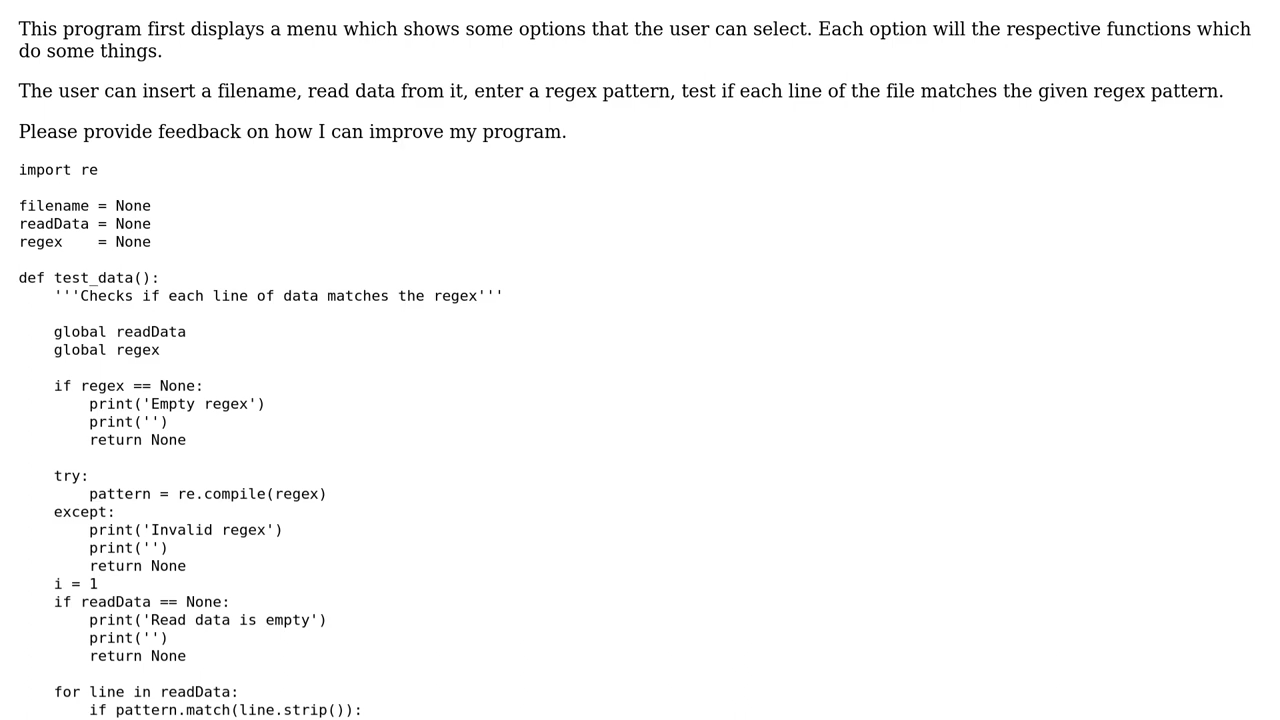 This program first displays a menu which shows some options that the user can select. Each option will the respective functions which
do some things.
The user can insert a filename, read data from it, enter a regex pattern, test if each line of the file matches the given regex pattern.
Please provide feedback on how I can improve my program.
import re

filename = None
readData = None
regex    = None

def test_data():
    '''Checks if each line of data matches the regex'''

    global readData
    global regex

    if regex == None:
        print('Empty regex')
        print('')
        return None

    try:
        pattern = re.compile(regex)
    except:
        print('Invalid regex')
        print('')
        return None
    i = 1
    if readData == None:
        print('Read data is empty')
        print('')
        return None

    for line in readData:
        if pattern.match(line.strip()):